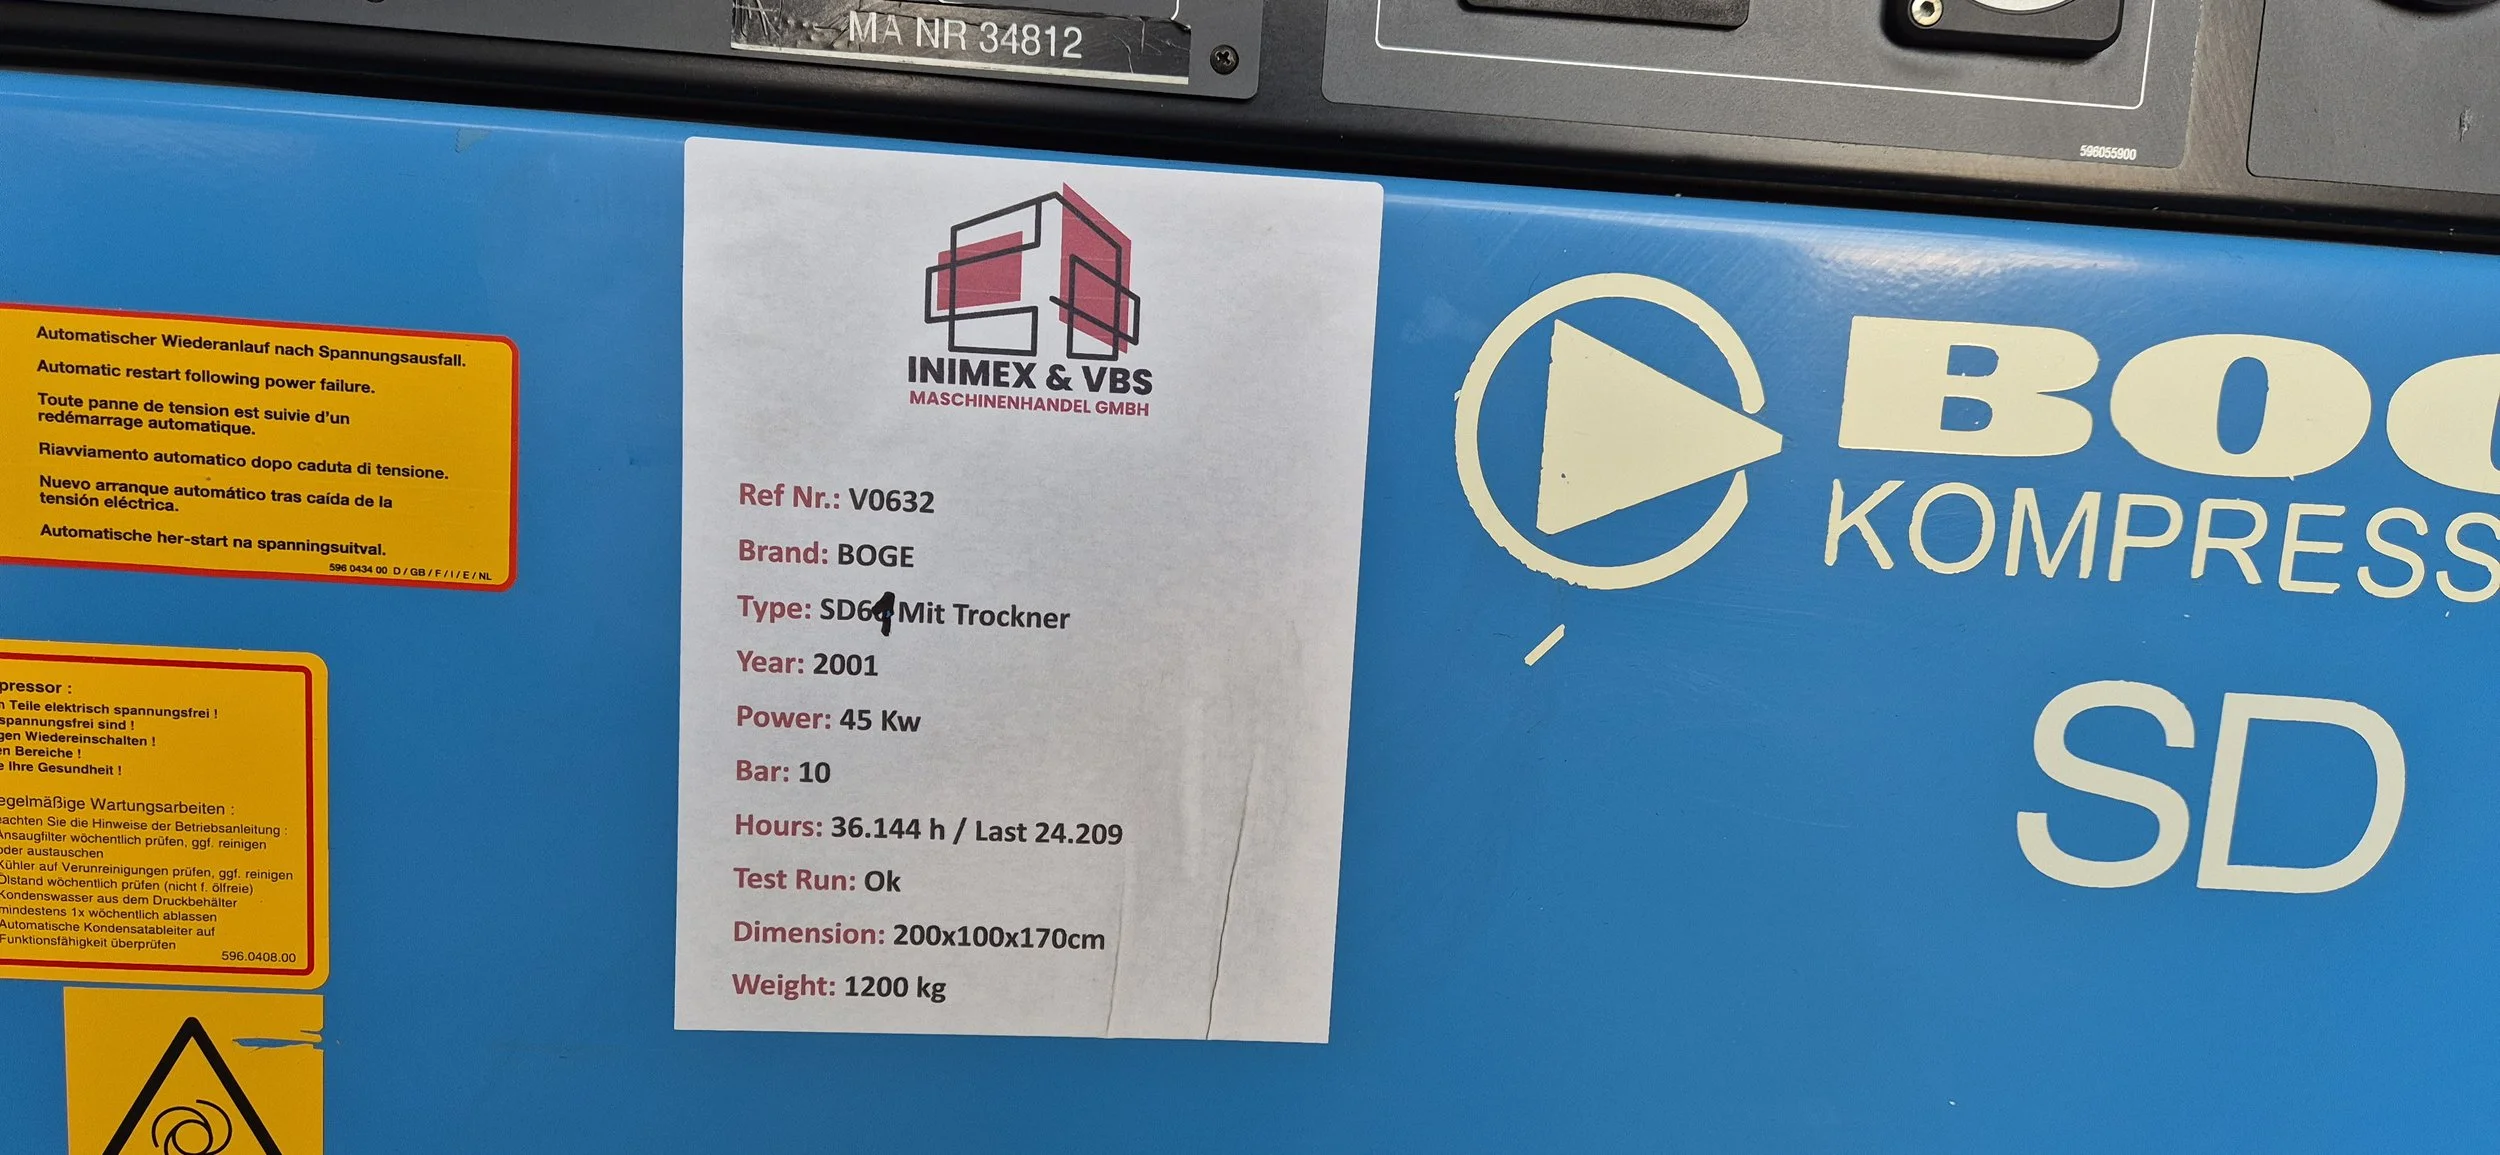 MA NR 34812
596055900
Automatischer Wiederanlauf nach Spannungsausfall.
Automatic restart following power failure.
Toute panne de tension est suivie d'un
redémarrage automatique.
Riavviamento automatico dopo caduta di tensione.
Nuevo arranque automático tras caída de la
tensión eléctrica.
Automatische her-start na spanningsuitval.
596 0434 00 D / GB / F / I / E / NL
pressor :
Teile elektrisch spannungsfrei !
spannungsfrei sind !
gen Wiedereinschalten !
en Bereiche !
e Ihre Gesundheit !
egelmäßige Wartungsarbeiten :
eachten Sie die Hinweise der Betriebsanleitung :
Ansaugfilter wöchentlich prüfen, ggf. reinigen
oder austauschen
Kühler auf Verunreinigungen prüfen, ggf. reinigen
Ölstand wöchentlich prüfen (nicht f. ölfreie)
Kondenswasser aus dem Druckbehälter
mindestens 1x wöchentlich ablassen
Automatische Kondensatableiter auf
Funktionsfähigkeit überprüfen
596.0408.00
INIMEX & VBS
MASCHINENHANDEL GMBH
Ref Nr.: V0632
Brand: BOGE
Type: SD61 Mit Trockner
Year: 2001
Power: 45 Kw
Bar: 10
Hours: 36.144 h / Last 24.209
Test Run: Ok
Dimension: 200x100x170cm
Weight: 1200 kg
BO
KOMPRESS
SD